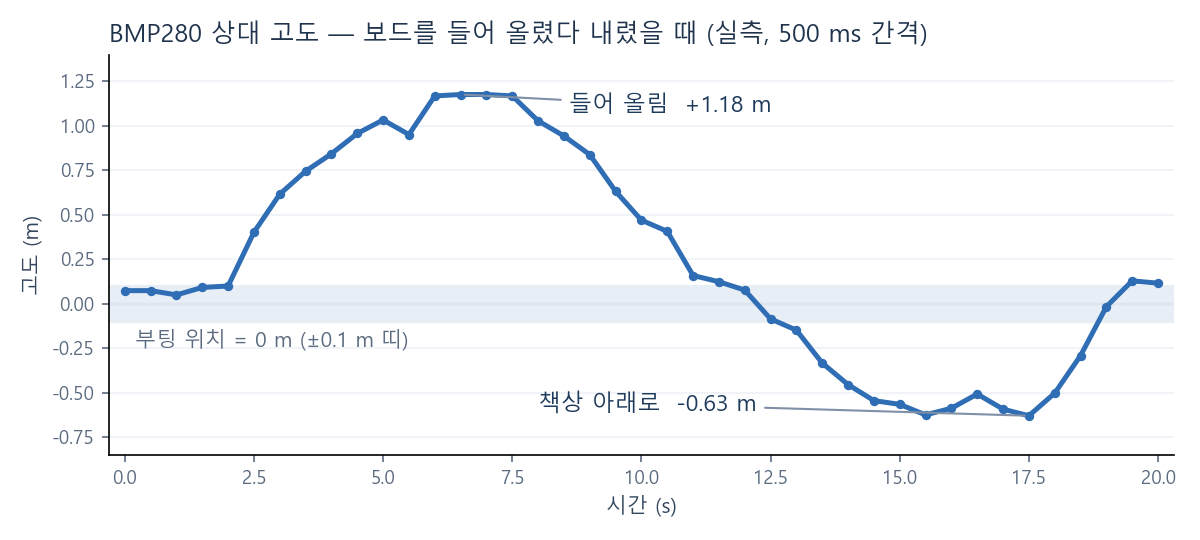 BMP280 상대 고도 — 보드를 들어 올렸다 내렸을 때 (실측, 500 ms 간격)
고도 (m)
1.25
1.00
0.75
0.50
0.25
0.00
-0.25
-0.50
-0.75
들어 올림 +1.18 m
부팅 위치 = 0 m (±0.1 m 띠)
책상 아래로 -0.63 m
0.0 2.5 5.0 7.5 10.0 12.5 15.0 17.5 20.0
시간 (s)